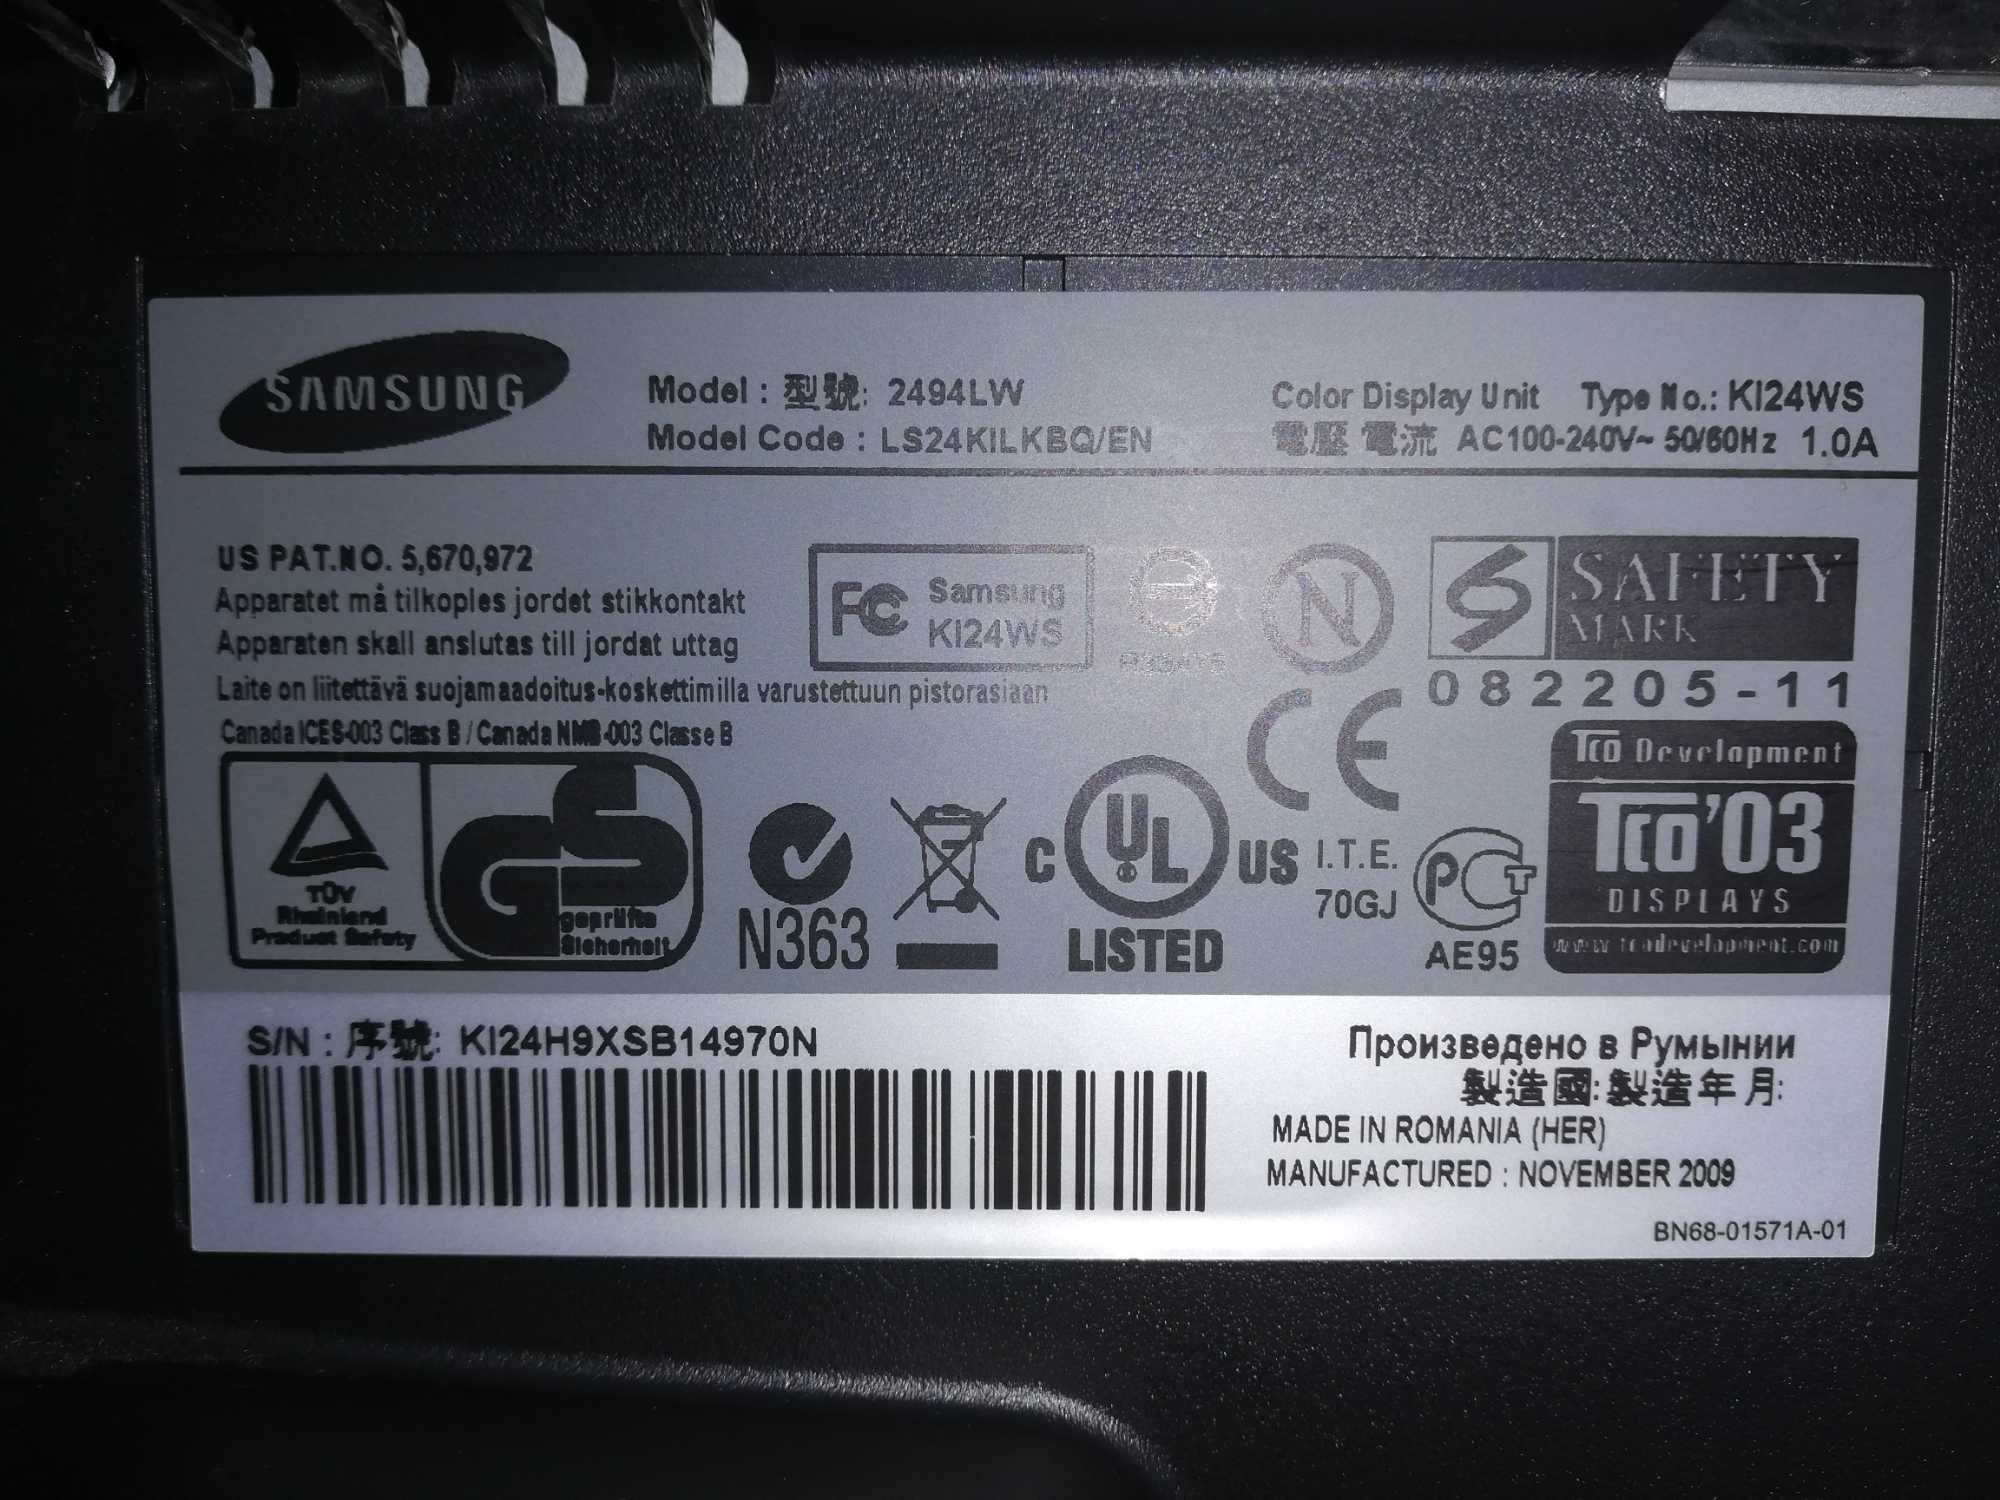 SAMSUNG
Model : 型號: 2494LW
Model Code : LS24KILKBQ/EN
Color Display Unit Type No.: KI24WS
電壓 電流 AC100-240V~ 50/60Hz 1.0A
US PAT.NO. 5,670,972
Apparatet må tilkoples jordet stikkontakt
Apparaten skall anslutas till jordat uttag
Laite on liitettävä suojamaadoitus-koskettimilla varustettuun pistorasiaan
Canada ICES-003 Class B / Canada NMB-003 Classe B
FC Samsung
KI24WS
N
S SAFETY
MARK
082205-11
TÜV
Rheinland
Product Safety
GS
geprüfte
Sicherheit
N363
C UL US
LISTED
CE
I.T.E.
70GJ
PCT
AE95
TCO Development
TCO'03
DISPLAYS
www.tcodevelopment.com
S/N : 序號: KI24H9XSB14970N
Произведено в Румынии
製造國: 製造年月:
MADE IN ROMANIA (HER)
MANUFACTURED : NOVEMBER 2009
BN68-01571A-01